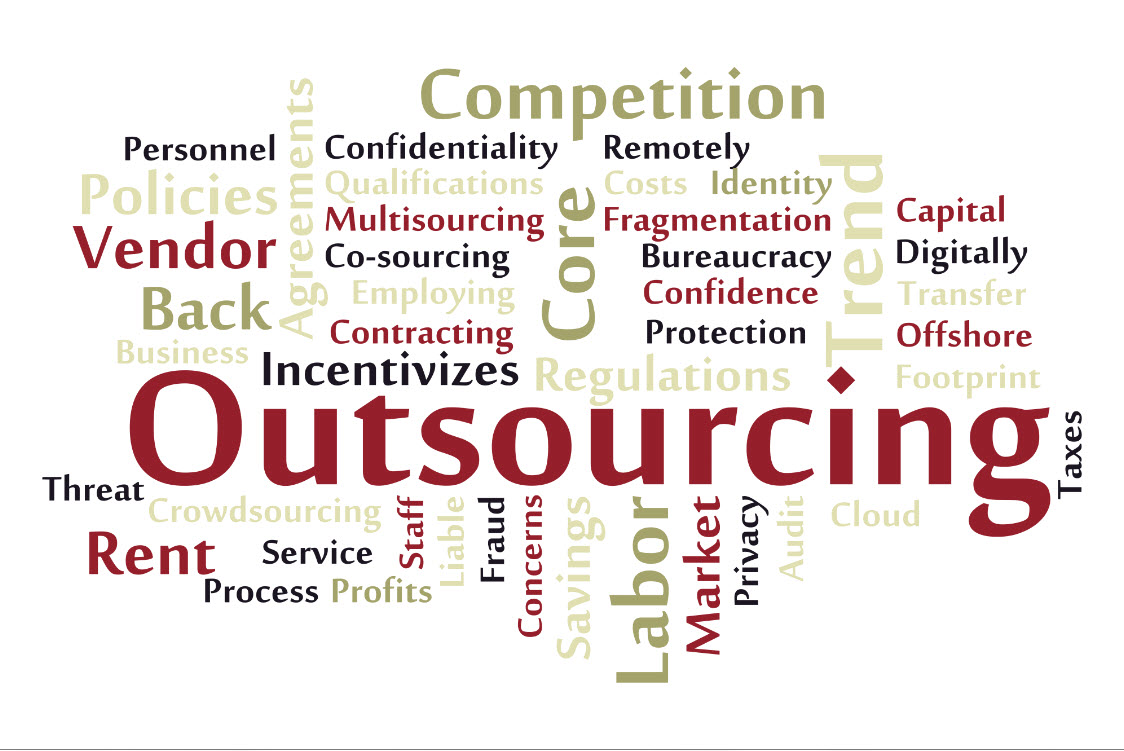 Competition
Agreements
Personnel
Confidentiality
Remotely
Policies
Qualifications
Costs
Identity
Trend
Core
Vendor
Multisourcing
Fragmentation
Capital
Co-sourcing
Bureaucracy
Digitally
Back
Employing
Confidence
Transfer
Contracting
Protection
Offshore
Business
Incentivizes
Regulations
Footprint
Outsourcing
Taxes
Threat
Crowdsourcing
Staff
Liable
Fraud
Concerns
Savings
Labor
Market
Privacy
Audit
Cloud
Rent
Service
Process
Profits